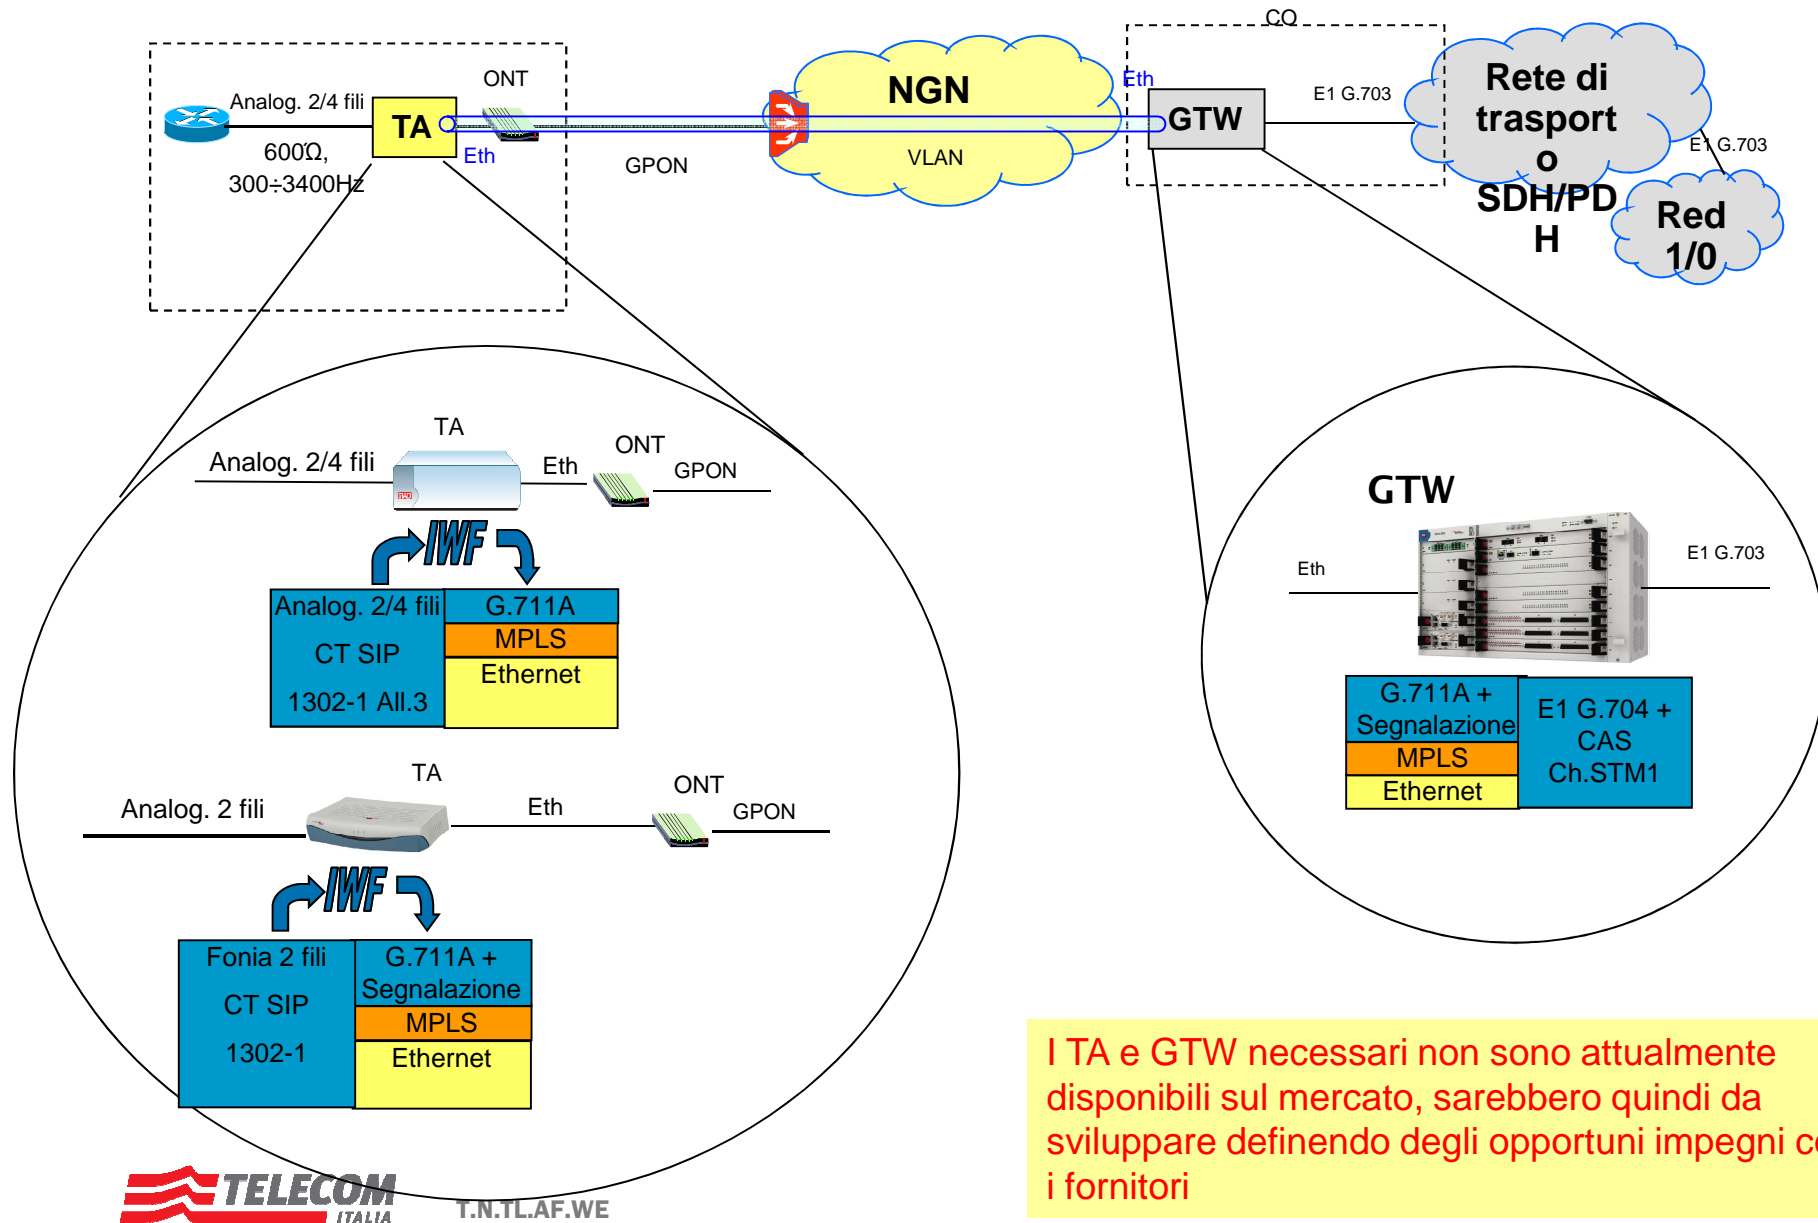 CO
ONT
Analog. 2/4 fili
TA
Eth
600Ω,
300÷3400Hz
GPON
NGN
VLAN
Eth
GTW
E1 G.703
Rete di
trasport
o
SDH/PD
H
E1 G.703
Red
1/0
TA
Analog. 2/4 fili
Eth
ONT
GPON
IWF
Analog. 2/4 fili
CT SIP
1302-1 All.3
G.711A
MPLS
Ethernet
TA
Analog. 2 fili
Eth
ONT
GPON
IWF
Fonia 2 fili
CT SIP
1302-1
G.711A +
Segnalazione
MPLS
Ethernet
GTW
Eth
E1 G.703
G.711A +
Segnalazione
MPLS
Ethernet
E1 G.704 +
CAS
Ch.STM1
I TA e GTW necessari non sono attualmente
disponibili sul mercato, sarebbero quindi da
sviluppare definendo degli opportuni impegni
i fornitori
TELECOM
ITALIA
T.N.TL.AF.WE